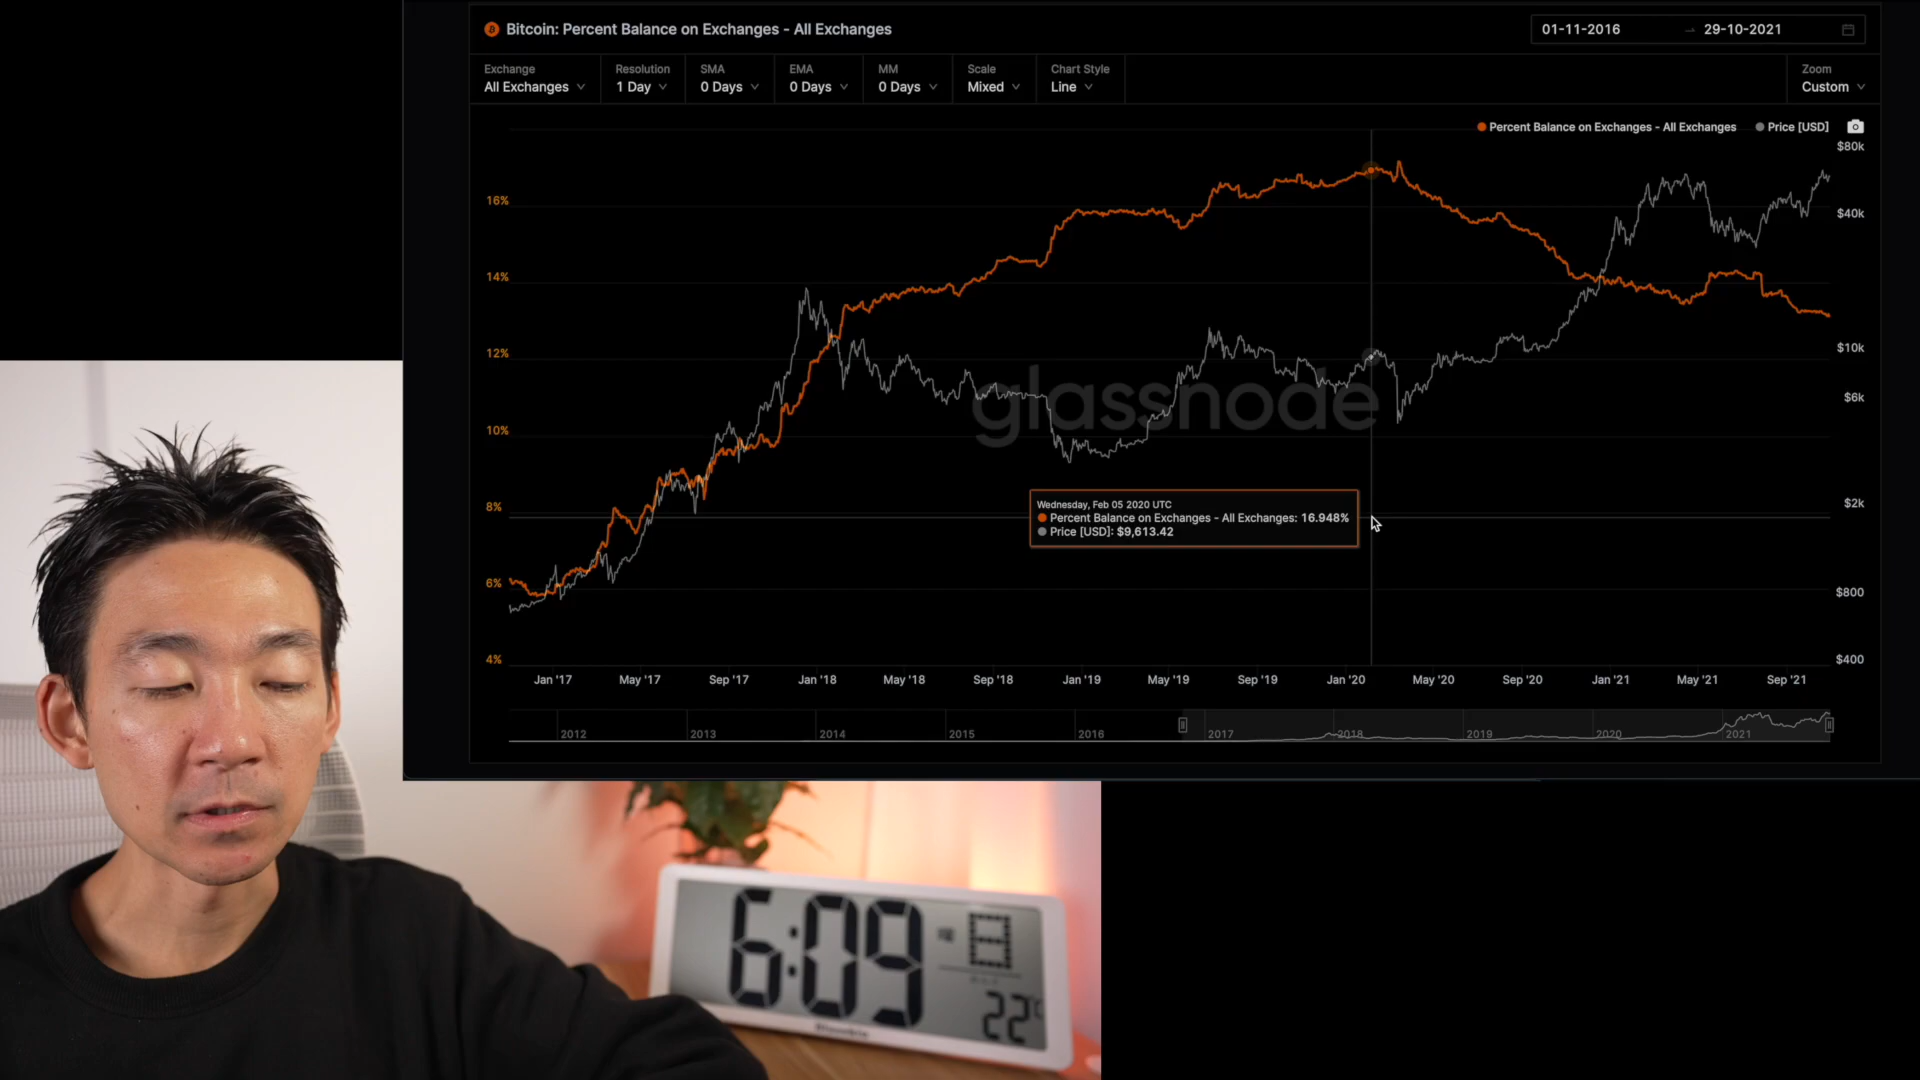 Bitcoin: Percent Balance on Exchanges - All Exchanges
01-11-2016 → 29-10-2021
Exchange
All Exchanges
Resolution
1 Day
SMA
0 Days
EMA
0 Days
MM
0 Days
Scale
Mixed
Chart Style
Line
Zoom
Custom
Percent Balance on Exchanges - All Exchanges
Price [USD]
16%
14%
12%
10%
8%
6%
4%
$80k
$40k
$10k
$6k
$2k
$800
$400
glassnode
Wednesday, Feb 05 2020 UTC
Percent Balance on Exchanges - All Exchanges: 16.948%
Price [USD]: $9,613.42
Jan '17 May '17 Sep '17 Jan '18 May '18 Sep '18 Jan '19 May '19 Sep '19 Jan '20 May '20 Sep '20 Jan '21 May '21 Sep '21
2012 2013 2014 2015 2016 2017 2018 2019 2020 2021
6:09
日
22℃